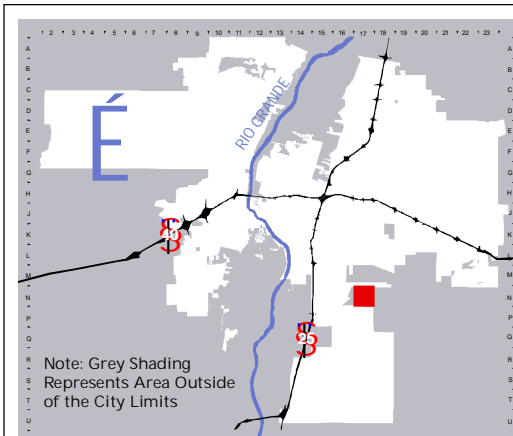 2 3 4 5 6 7 8 9 10 11 12 13 14 15 16 17 18 19 20 21 22 23
A A
B B
C C
D D
E E
F F
G G
H H
J J
K K
L L
M M
N N
P P
Q Q
R R
S S
T T
U U
É
RIO GRANDE
40
25
Note: Grey Shading
Represents Area Outside
of the City Limits